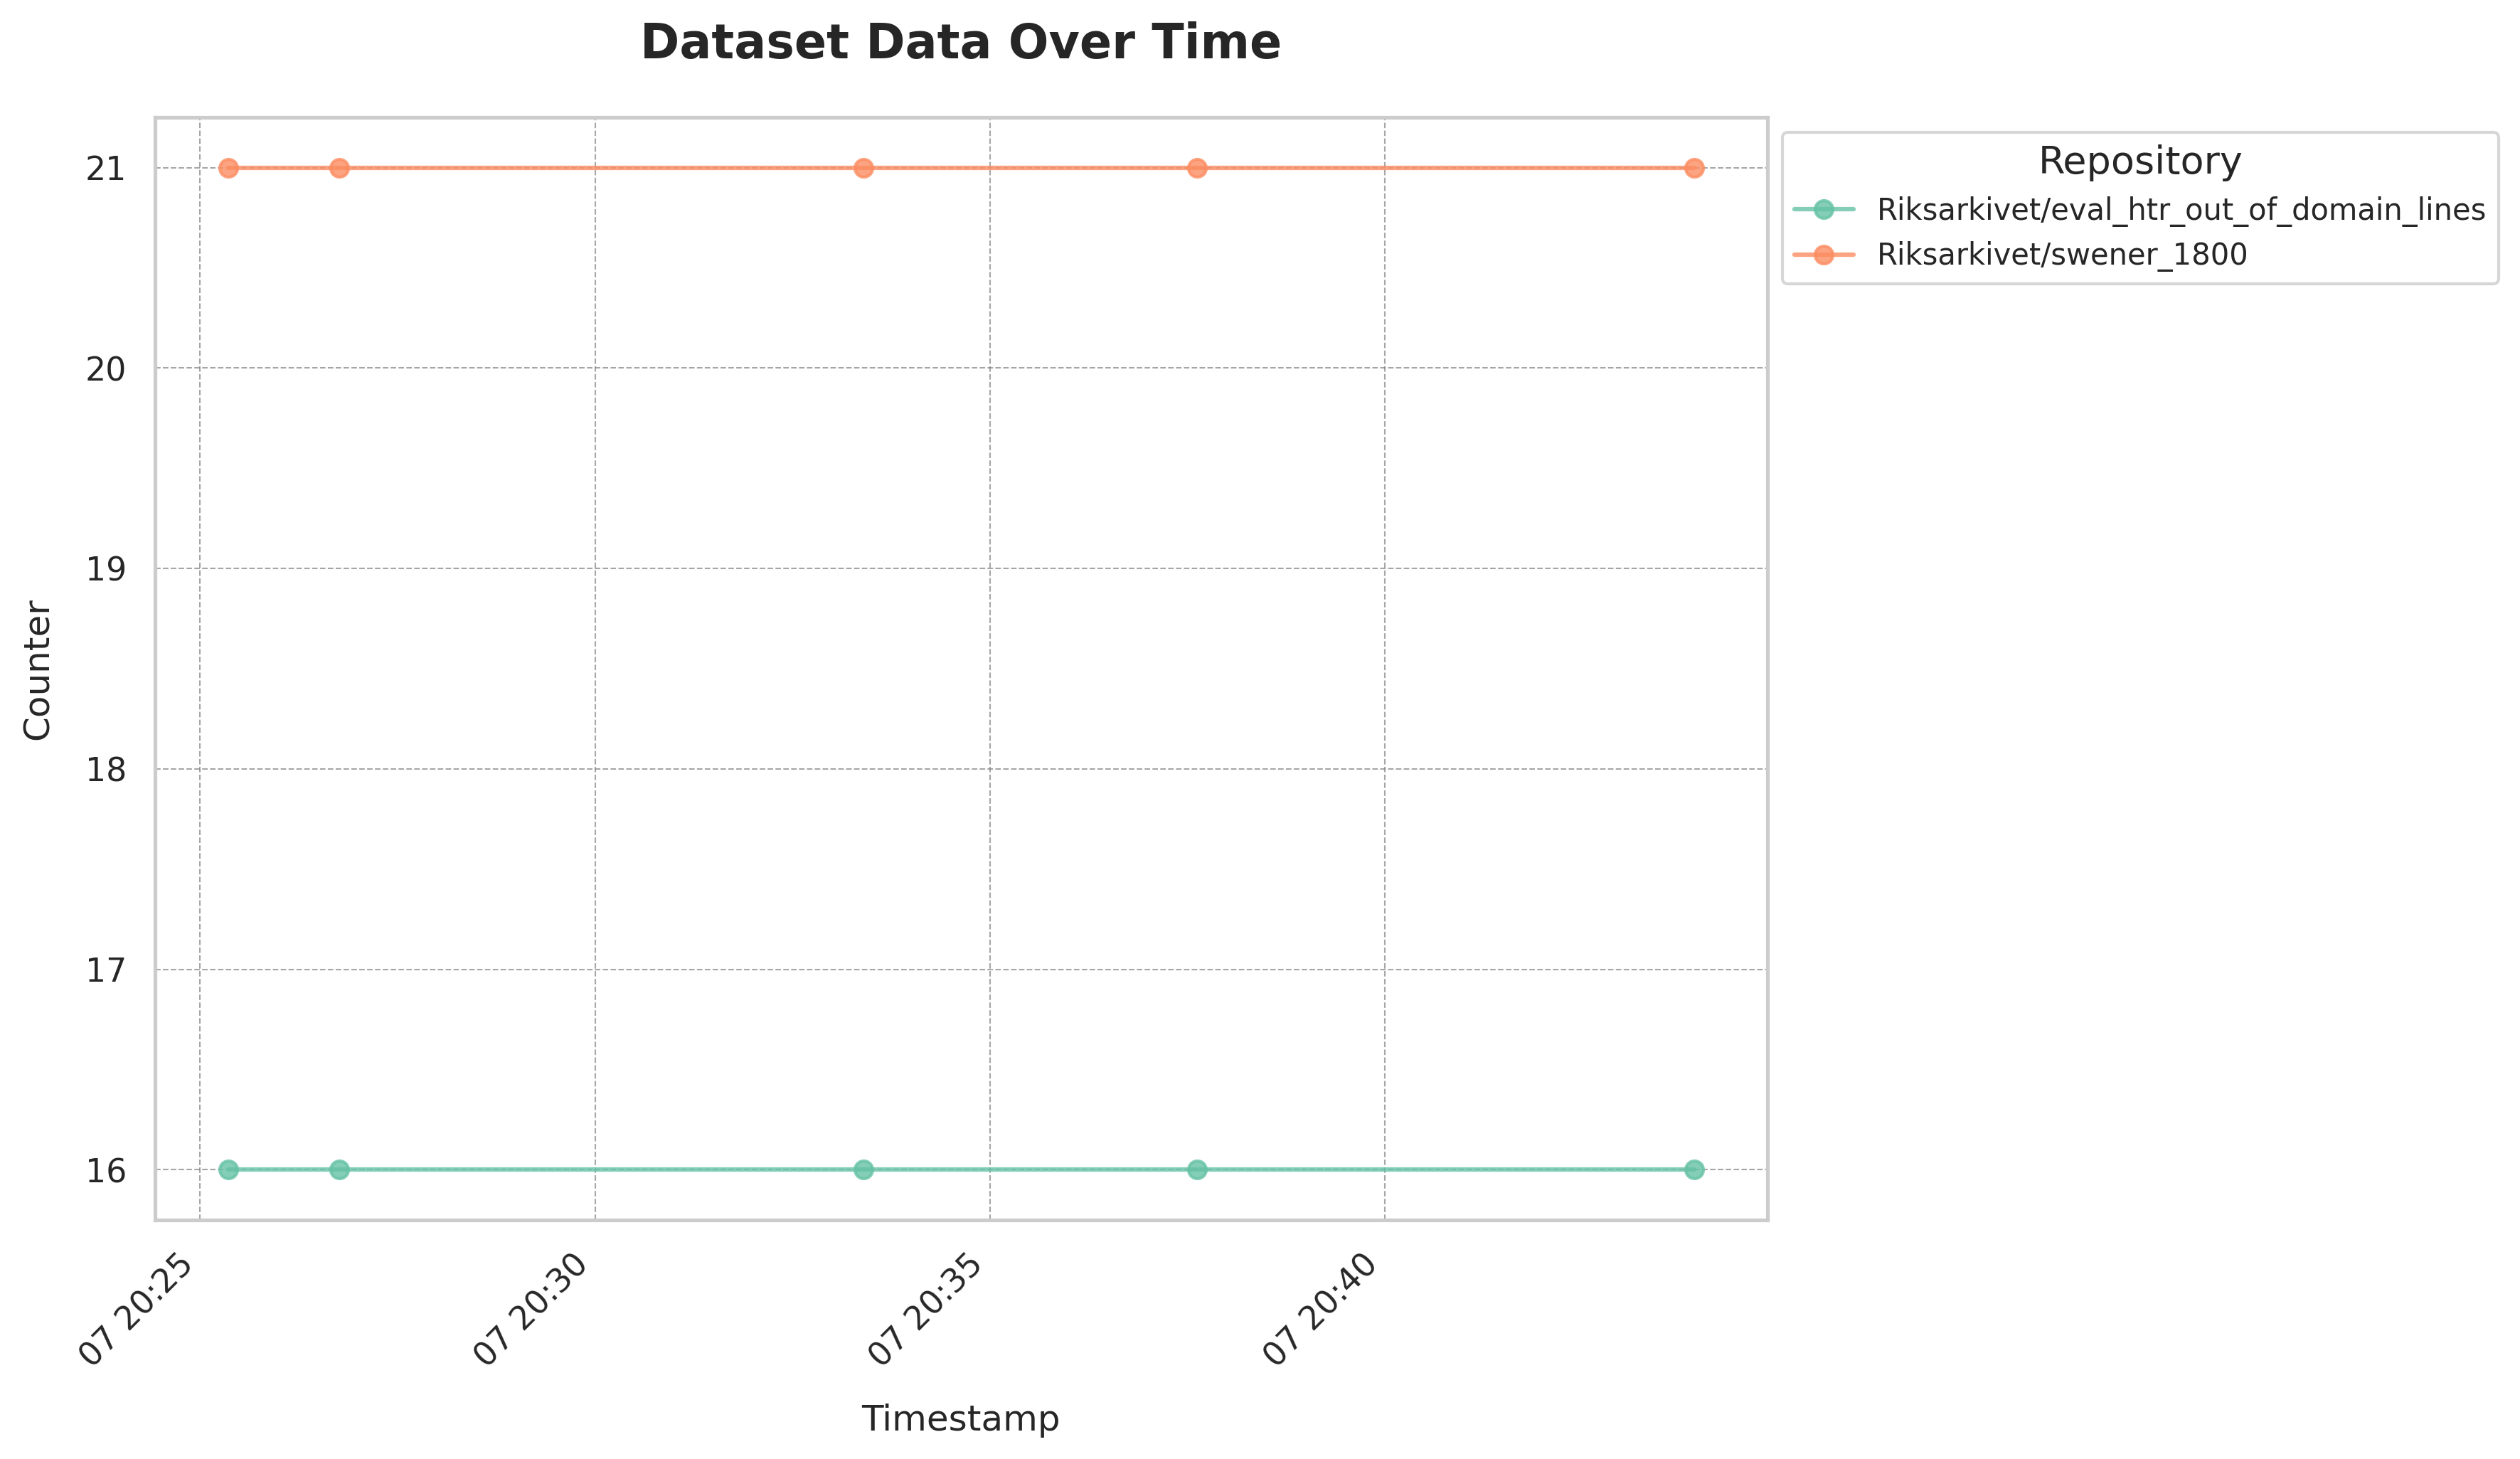 Dataset Data Over Time
Repository
Riksarkivet/eval_htr_out_of_domain_lines
Riksarkivet/swener_1800
Counter
21
20
19
18
17
16
07 20:25
07 20:30
07 20:35
07 20:40
Timestamp